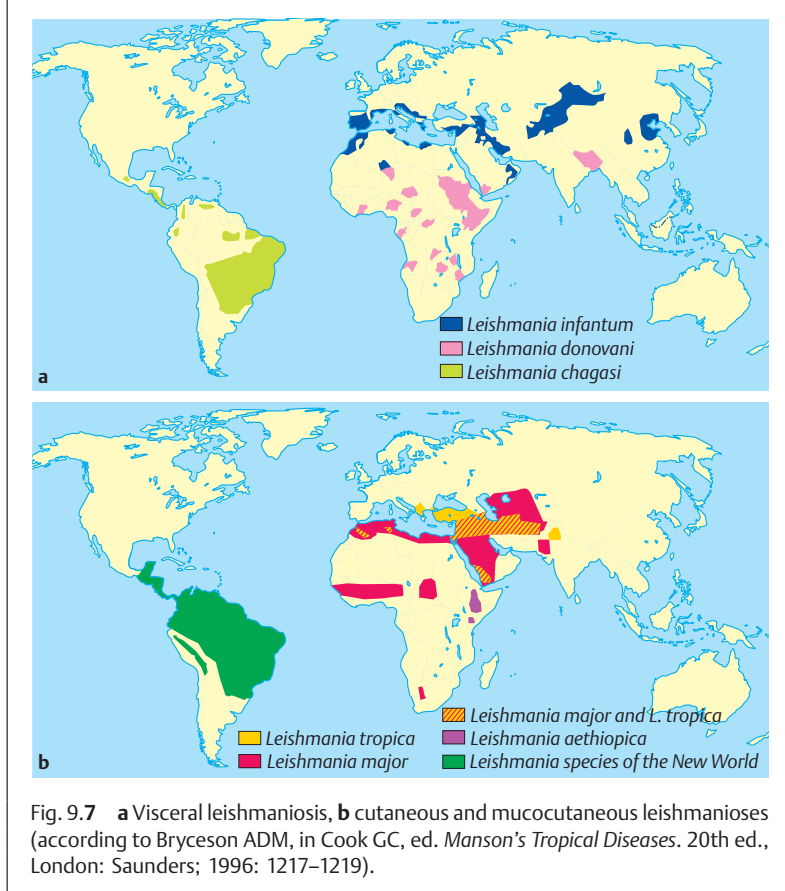 Leishmania infantum
Leishmania donovani
Leishmania chagasi
a
Leishmania major and L. tropica
Leishmania tropica
Leishmania aethiopica
Leishmania major
Leishmania species of the New World
b
Fig. 9.7 a Visceral leishmaniosis, b cutaneous and mucocutaneous leishmanioses
(according to Bryceson ADM, in Cook GC, ed. Manson’s Tropical Diseases. 20th ed.,
London: Saunders; 1996: 1217–1219).